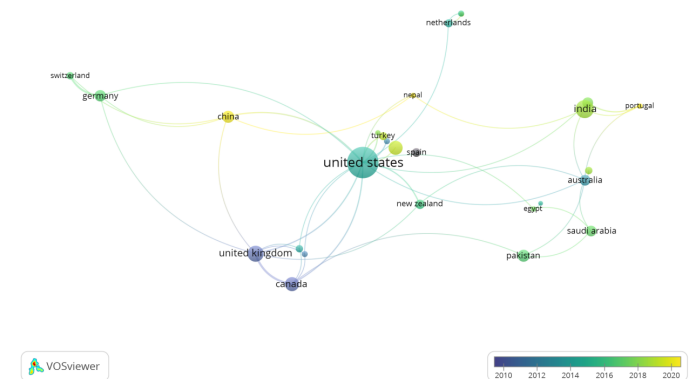 netherlands
switzerland
germany
nepal
india
portugal
china
turkey
spain
united states
australia
new zealand
egypt
saudi arabia
united kingdom
pakistan
canada
VOSviewer
2010 2012 2014 2016 2018 2020